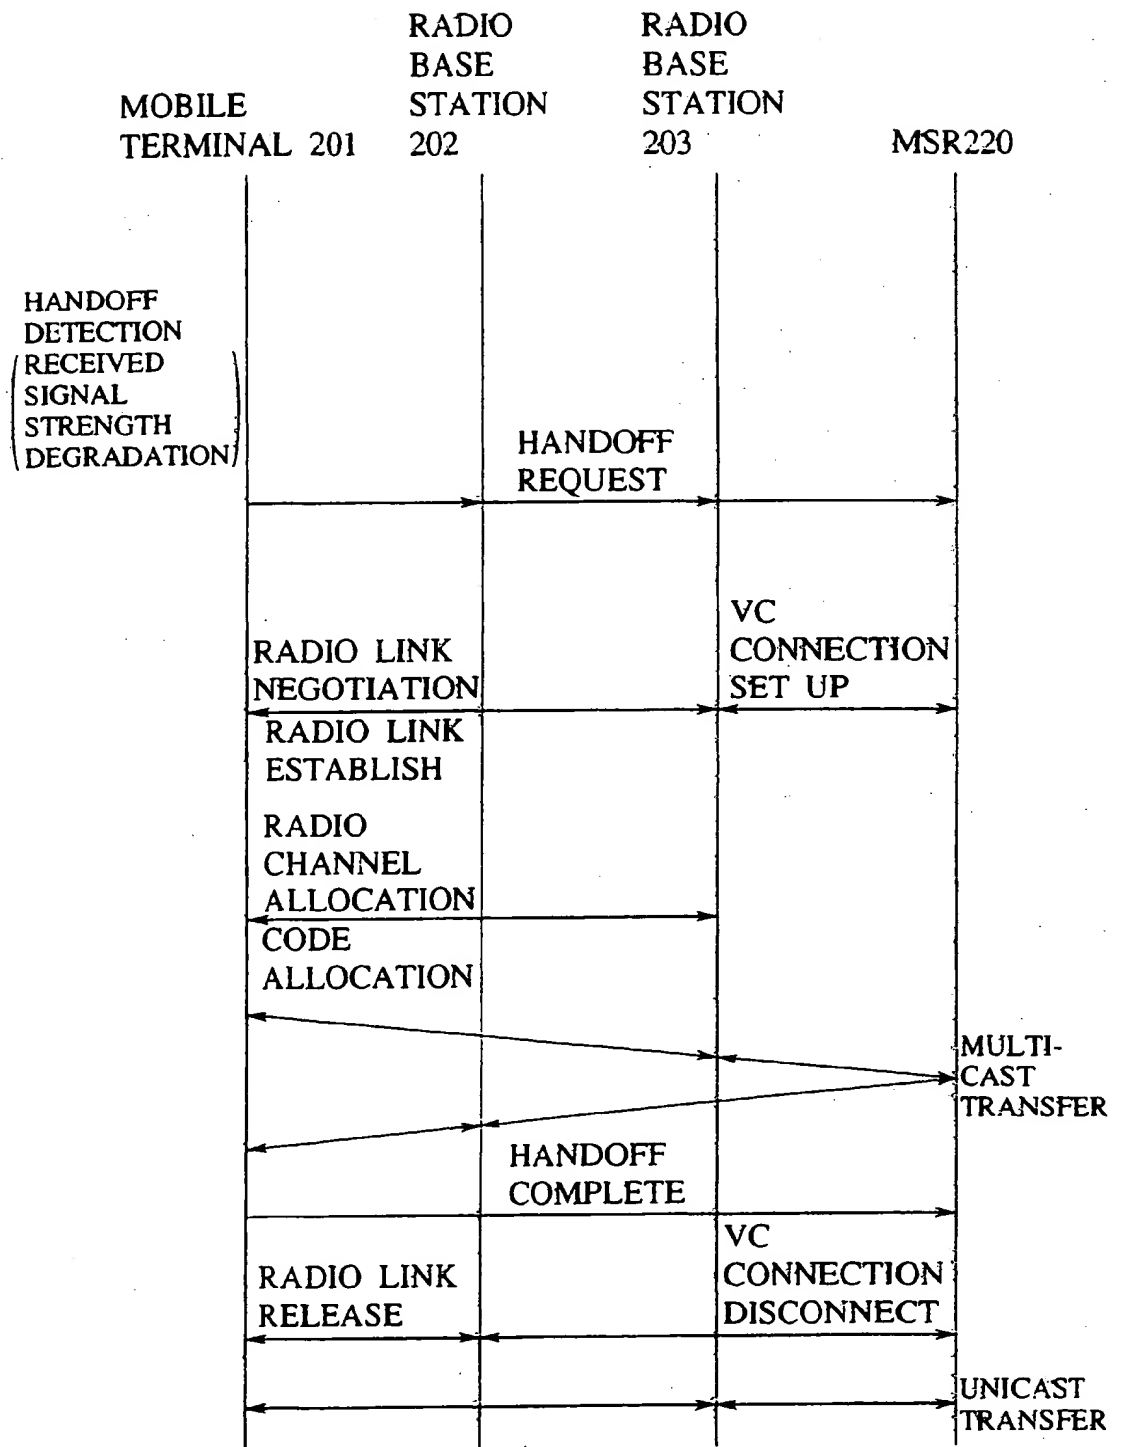 RADIO
BASE
STATION
202
RADIO
BASE
STATION
203
MOBILE
TERMINAL 201
MSR220
HANDOFF
DETECTION
(RECEIVED
SIGNAL
STRENGTH
DEGRADATION)
HANDOFF
REQUEST
VC
CONNECTION
SET UP
RADIO LINK
NEGOTIATION
RADIO LINK
ESTABLISH
RADIO
CHANNEL
ALLOCATION
CODE
ALLOCATION
MULTI-
CAST
TRANSFER
HANDOFF
COMPLETE
VC
CONNECTION
DISCONNECT
RADIO LINK
RELEASE
UNICAST
TRANSFER